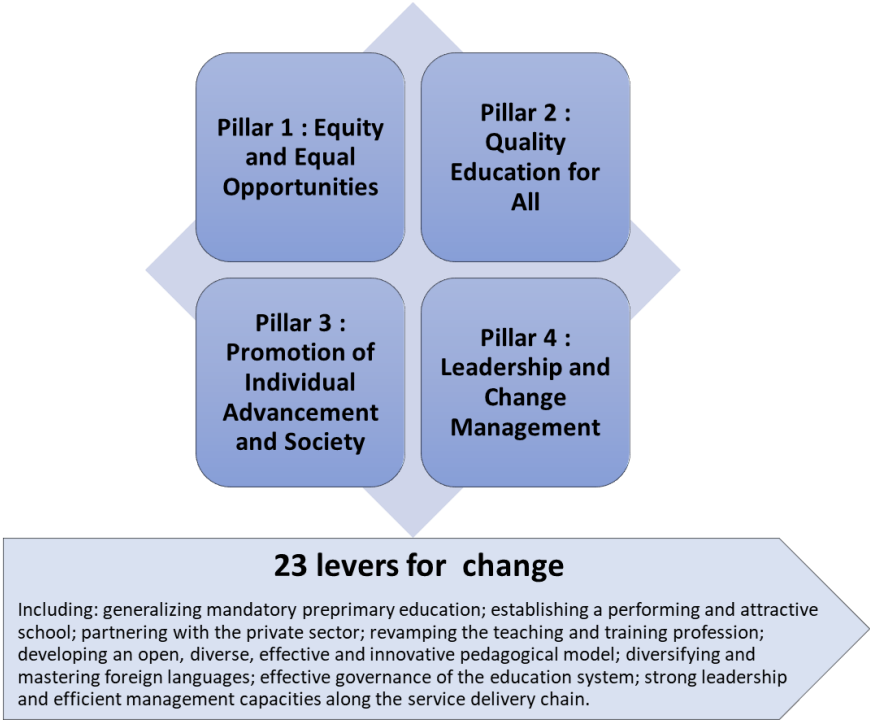 Pillar 1 : Equity
and Equal
Opportunities
Pillar 2 :
Quality
Education for
All
Pillar 3 :
Promotion of
Individual
Advancement
and Society
Pillar 4 :
Leadership and
Change
Management
23 levers for change
Including: generalizing mandatory preprimary education; establishing a performing and attractive
school; partnering with the private sector; revamping the teaching and training profession;
developing an open, diverse, effective and innovative pedagogical model; diversifying and
mastering foreign languages; effective governance of the education system; strong leadership
and efficient management capacities along the service delivery chain.